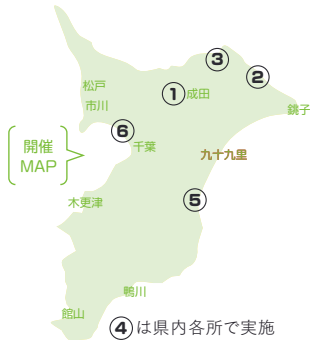 ③
②
松戸
①成田
市川
銚子
⑥
千葉
開催
MAP
九十九里
木更津
⑤
鴨川
館山
④は県内各所で実施